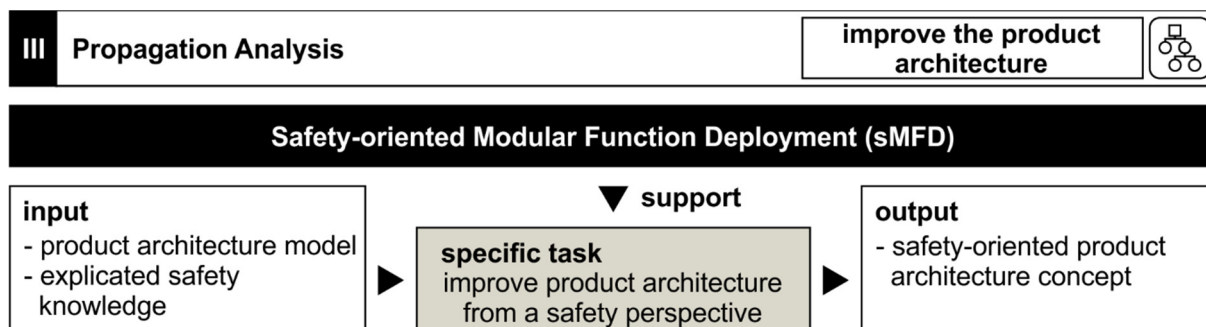 III Propagation Analysis
improve the product
architecture
Safety-oriented Modular Function Deployment (sMFD)
support
input
- product architecture model
- explicated safety
knowledge
specific task
improve product architecture
from a safety perspective
output
- safety-oriented product
architecture concept